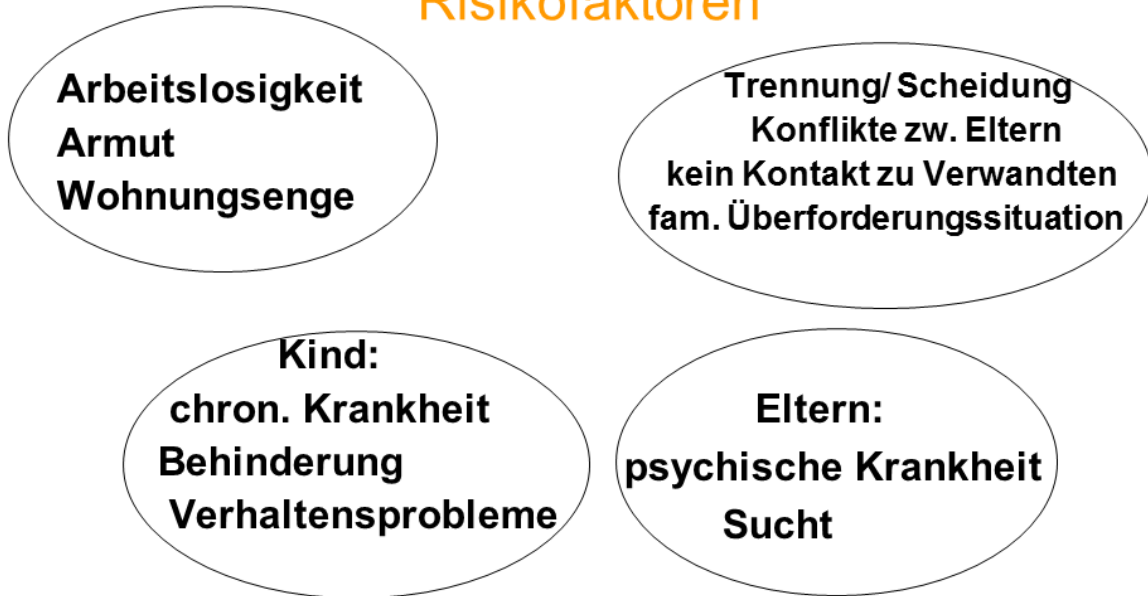 Risikofaktoren
Arbeitslosigkeit
Armut
Wohnungsenge
Trennung/ Scheidung
Konflikte zw. Eltern
kein Kontakt zu Verwandten
fam. Überforderungssituation
Kind:
chron. Krankheit
Behinderung
Verhaltensprobleme
Eltern:
psychische Krankheit
Sucht